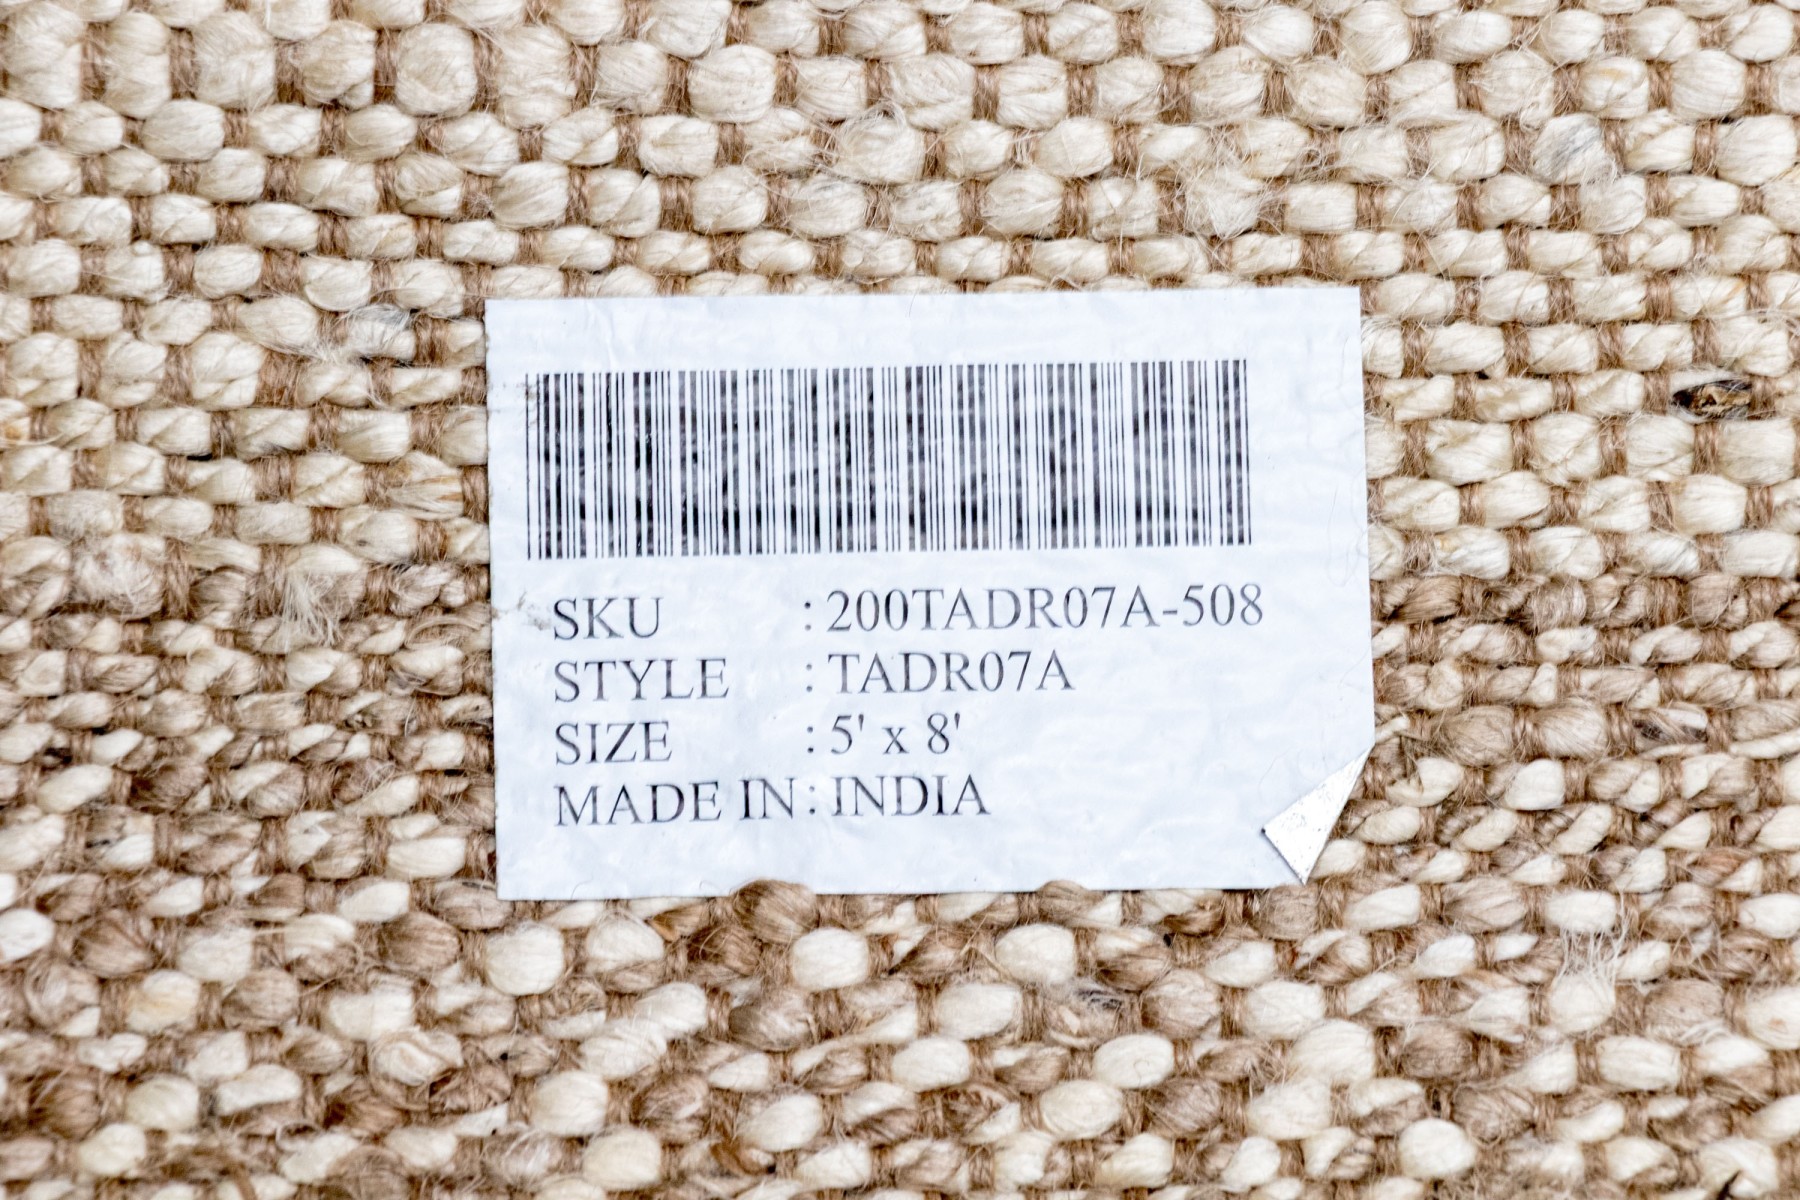 SKU : 200TADR07A-508
STYLE : TADR07A
SIZE : 5' x 8'
MADE IN : INDIA